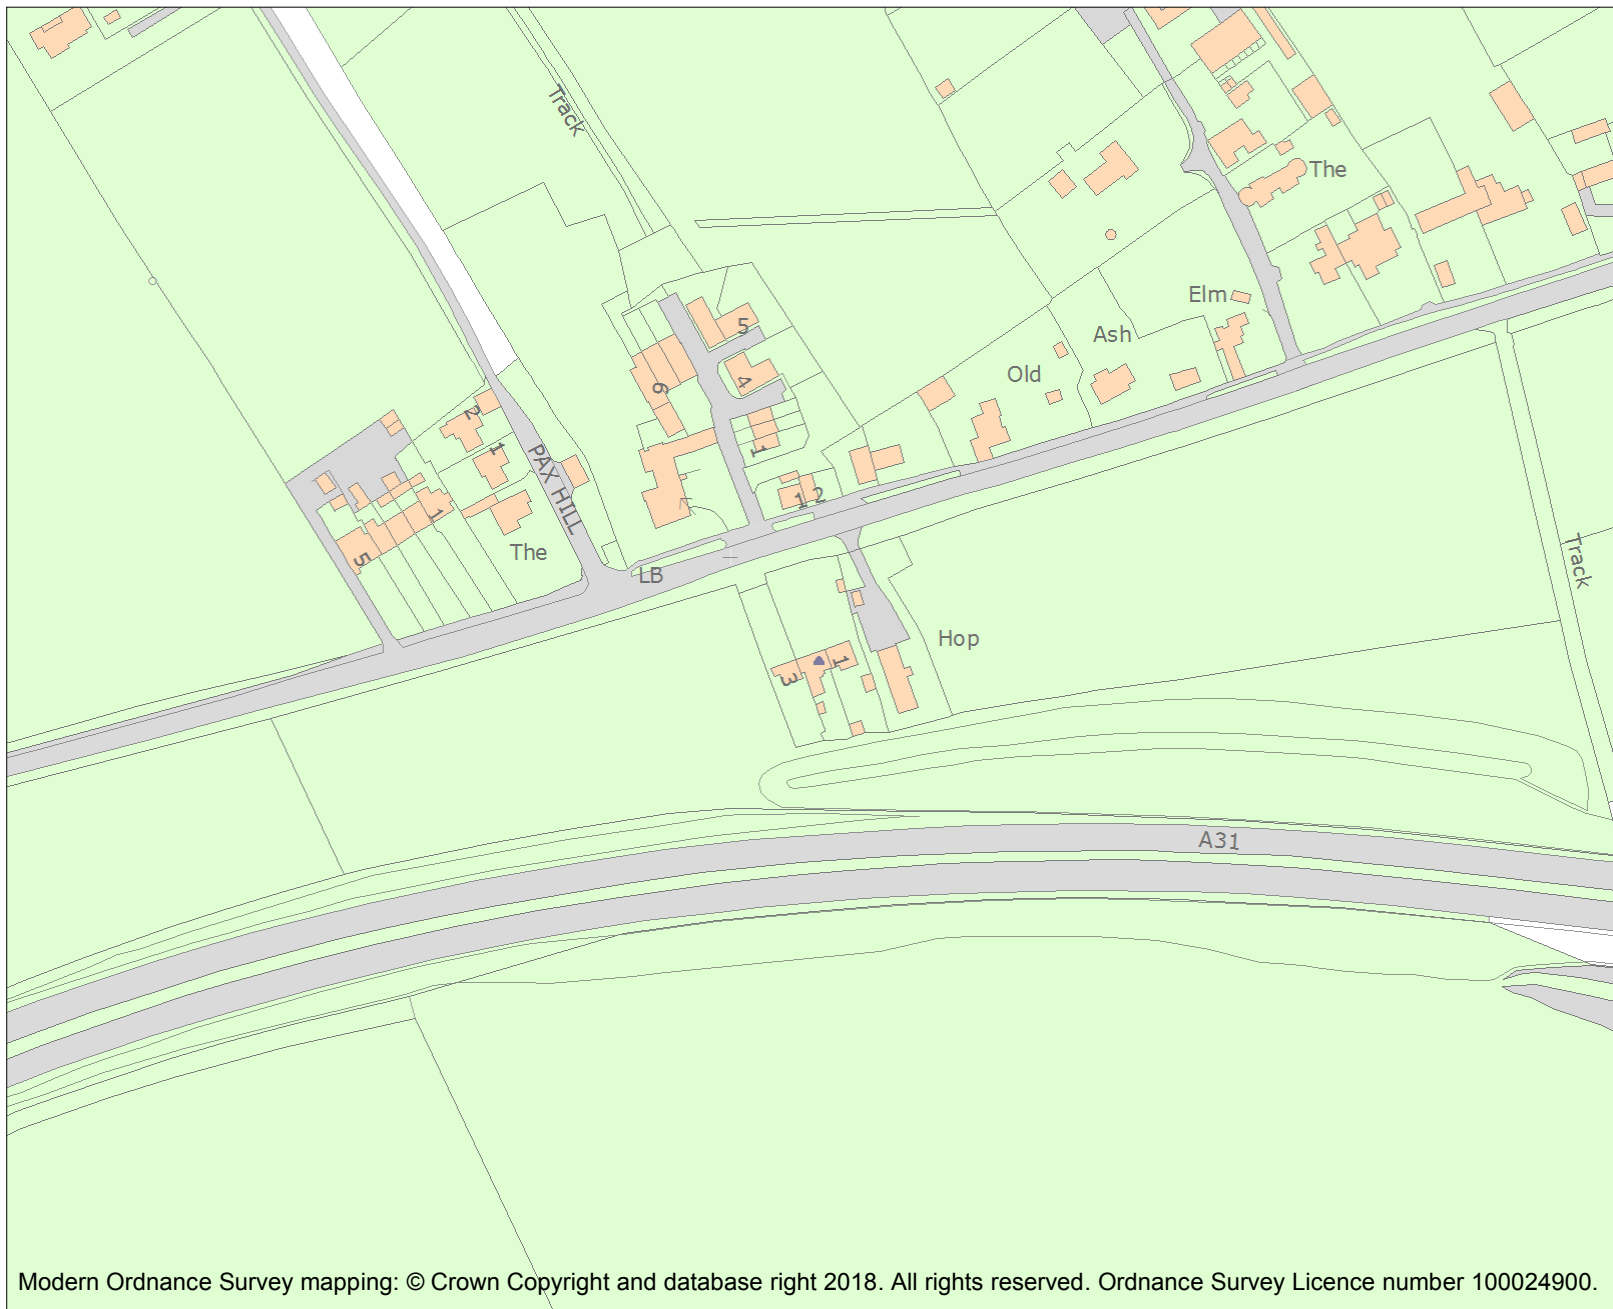 Track
The
Elm
Ash
5
Old
4
6
2
1
1
PAX HILL
1
1 2
5
The
Track
LB
Hop
1
3
A31
Modern Ordnance Survey mapping: © Crown Copyright and database right 2018. All rights reserved. Ordnance Survey Licence number 100024900.